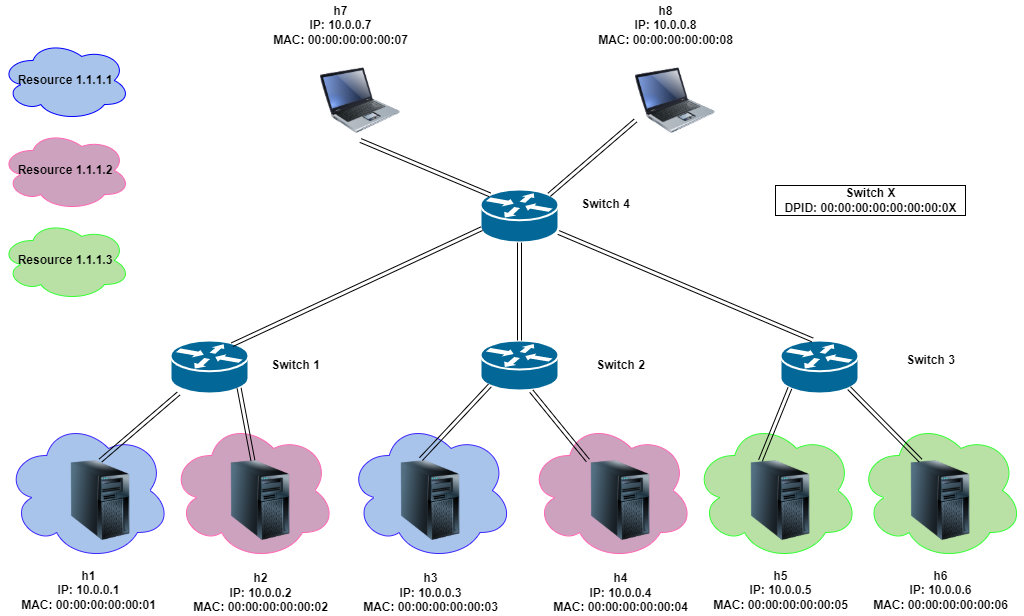 h7
IP: 10.0.0.7
MAC: 00:00:00:00:00:07
h8
IP: 10.0.0.8
MAC: 00:00:00:00:00:08
Resource 1.1.1.1
Resource 1.1.1.2
Resource 1.1.1.3
Switch 4
Switch X
DPID: 00:00:00:00:00:00:00:0X
Switch 1
Switch 2
Switch 3
h1
IP: 10.0.0.1
MAC: 00:00:00:00:00:01
h2
IP: 10.0.0.2
MAC: 00:00:00:00:00:02
h3
IP: 10.0.0.3
MAC: 00:00:00:00:00:03
h4
IP: 10.0.0.4
MAC: 00:00:00:00:00:04
h5
IP: 10.0.0.5
MAC: 00:00:00:00:00:05
h6
IP: 10.0.0.6
MAC: 00:00:00:00:00:06